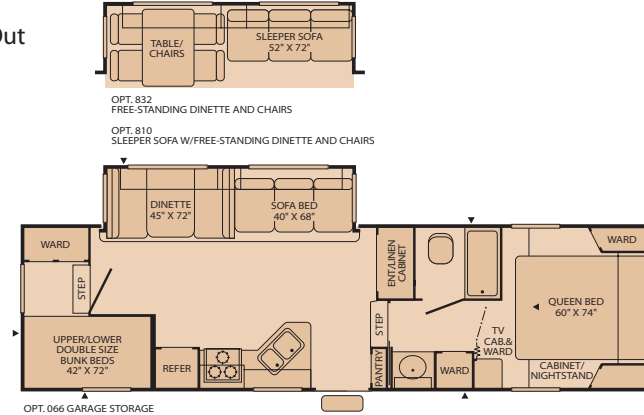 Out
TABLE/
CHAIRS
SLEEPER SOFA
52" X 72"
OPT. 832
FREE-STANDING DINETTE AND CHAIRS
OPT. 810
SLEEPER SOFA W/FREE-STANDING DINETTE AND CHAIRS
DINETTE
45" X 72"
SOFA BED
40" X 68"
WARD
STEP
UPPER/LOWER
DOUBLE SIZE
BUNK BEDS
42" X 72"
REFER
ENT/LINEN
CABINET
STEP
PANTRY
WARD
TV
CAB.&
WARD
WARD
QUEEN BED
60" X 74"
CABINET/
NIGHTSTAND
OPT. 066 GARAGE STORAGE